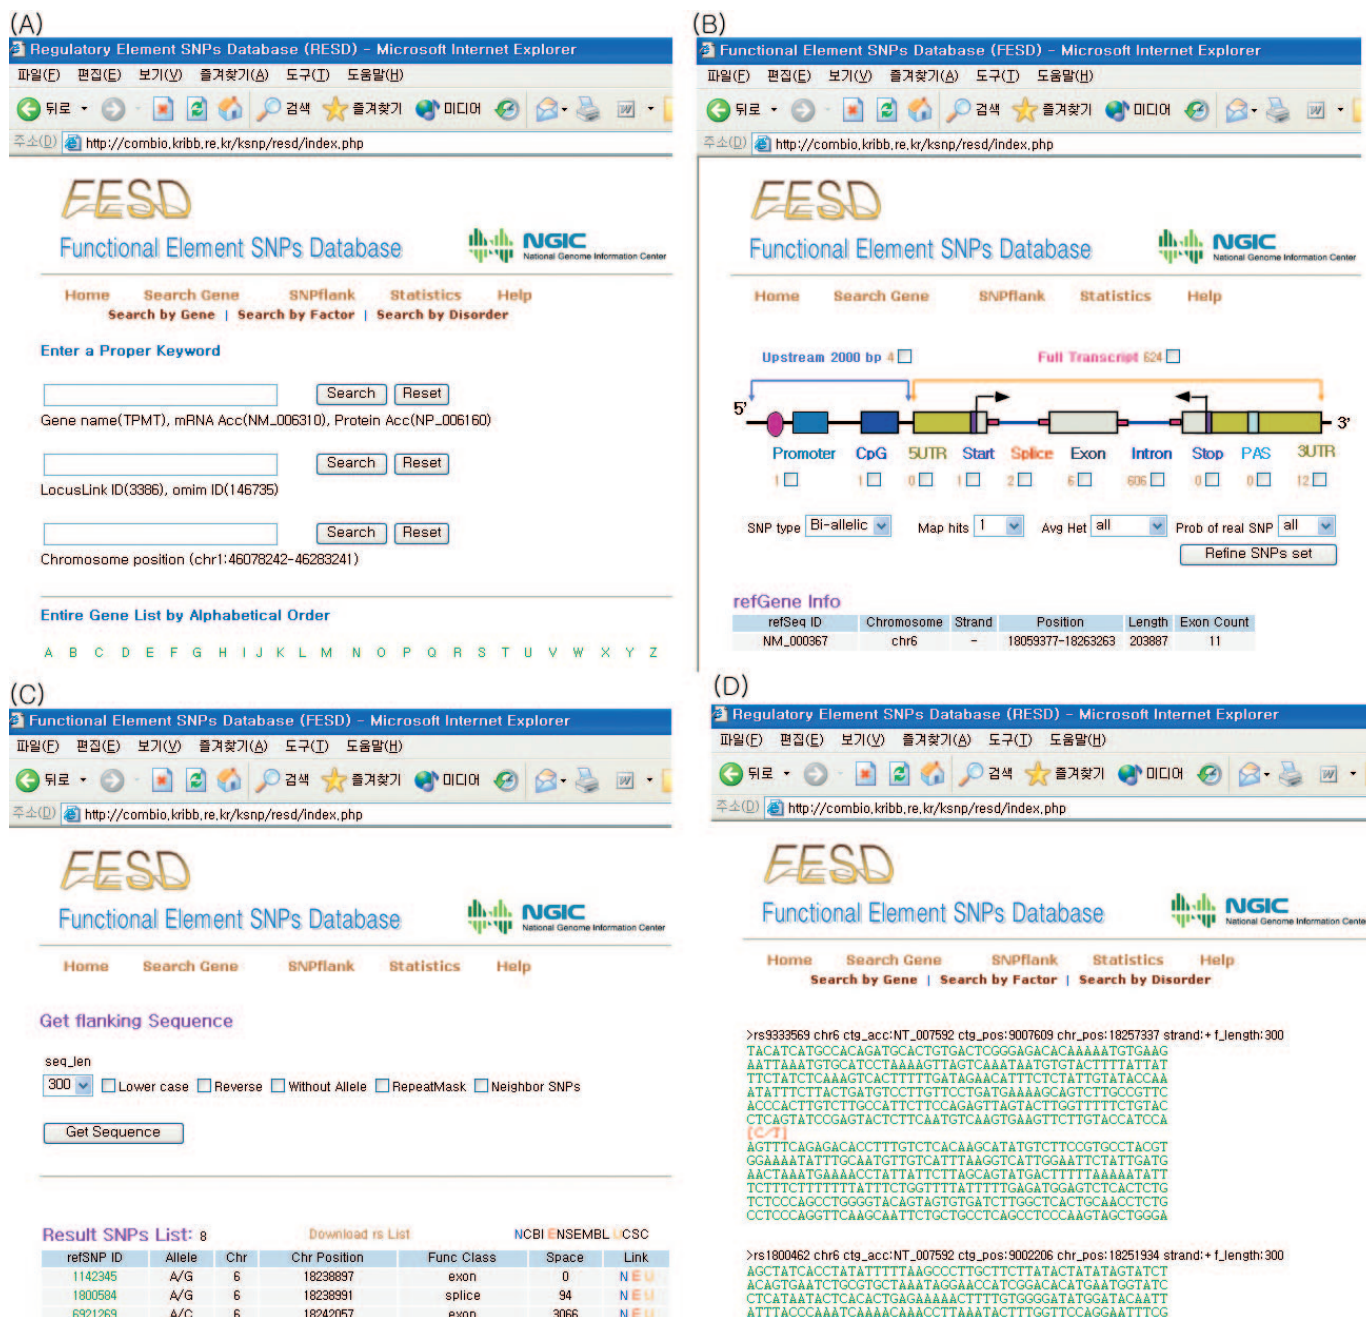 (A)
Regulatory Element SNPs Database (RESD) - Microsoft Internet Explorer
파일(F) 편집(E) 보기(V) 즐겨찾기(A) 도구(T) 도움말(H)
뒤로 검색 즐겨찾기 미디어
주소(D) http://combio.kribb.re.kr/ksnp/resd/index.php
FESD
Functional Element SNPs Database
NGIC
National Genome Information Center
Home Search Gene SNPflank Statistics Help
Search by Gene | Search by Factor | Search by Disorder
Enter a Proper Keyword
Search Reset
Gene name(TPMT), mRNA Acc(NM_006310), Protein Acc(NP_006160)
Search Reset
LocusLink ID(3386), omim ID(146735)
Search Reset
Chromosome position (chr1:46078242-46283241)
Entire Gene List by Alphabetical Order
A B C D E F G H I J K L M N O P Q R S T U V W X Y Z
(B)
Functional Element SNPs Database (FESD) - Microsoft Internet Explorer
파일(F) 편집(E) 보기(V) 즐겨찾기(A) 도구(T) 도움말(H)
뒤로 검색 즐겨찾기 미디어
주소(D) http://combio.kribb.re.kr/ksnp/resd/index.php
FESD
Functional Element SNPs Database
NGIC
National Genome Information Center
Home Search Gene SNPflank Statistics Help
Upstream 2000 bp 4 Full Transcript 624
5' 3'
Promoter CpG 5UTR Start Splice Exon Intron Stop PAS 3UTR
1 1 0 1 2 6 606 0 0 12
SNP type Bi-allelic Map hits 1 Avg Het all Prob of real SNP all
Refine SNPs set
refGene Info
refSeq ID Chromosome Strand Position Length Exon Count
NM_000367 chr6 - 18059377-18263263 203887 11
(C)
Functional Element SNPs Database (FESD) - Microsoft Internet Explorer
파일(F) 편집(E) 보기(V) 즐겨찾기(A) 도구(T) 도움말(H)
뒤로 검색 즐겨찾기 미디어
주소(D) http://combio.kribb.re.kr/ksnp/resd/index.php
FESD
Functional Element SNPs Database
NGIC
National Genome Information Center
Home Search Gene SNPflank Statistics Help
Get flanking Sequence
seq_len
300 Lower case Reverse Without Allele RepeatMask Neighbor SNPs
Get Sequence
Result SNPs List: 8 Download rs List NCBI ENSEMBL UCSC
refSNP ID Allele Chr Chr Position Func Class Space Link
1142345 A/G 6 18238897 exon 0 N E U
1800584 A/G 6 18238991 splice 94 N E U
6921269 A/C 6 18242057 exon 3066 N E U
(D)
Regulatory Element SNPs Database (RESD) - Microsoft Internet Explorer
파일(F) 편집(E) 보기(V) 즐겨찾기(A) 도구(T) 도움말(H)
뒤로 검색 즐겨찾기 미디어
주소(D) http://combio.kribb.re.kr/ksnp/resd/index.php
FESD
Functional Element SNPs Database
NGIC
National Genome Information Center
Home Search Gene SNPflank Statistics Help
Search by Gene | Search by Factor | Search by Disorder
>rs9333569 chr6 ctg_acc:NT_007592 ctg_pos:9007609 chr_pos:18257337 strand:+ f_length:300
TACATCATGCCACAGATGCACTGTGACTCGGGAGACACAAAAATGTGAAG
AATTAAATGTGCATCCTAAAAGTTAGTCAAATAATGTGTACTTTTATTAT
TTCTATCTCAAAGTCACTTTTTGATAGAACATTTCTCTATTGTATACCAA
ATATTTCTTACTGATGTCCTTGTTCCTGATGAAAAGCAGTCTTGCCGTTC
ACCCACTTGTCTTGCCATTCTTCCAGAGTTAGTACTTGGTTTTTCTGTAC
CTCAGTATCCGAGTACTCTTCAATGTCAAGTGAAGTTCTTGTACCATCCA
[C/T]
AGTTTCAGAGACACCTTTGTCTCACAAGCATATGTCTTCCGTGCCTACGT
GGAAAATATTTGCAATGTTGTCATTTAAGGTCATTGGAATTCTATTGATG
AACTAAATGAAAACCTATTATTCTTAGCAGTATGACTTTTTAAAAATATT
TCTTTCTTTTTTTATTTCTGGTTTTATTTTTGAGATGGAGTCTCACTCTG
TCTCCCAGCCTGGGGTACAGTAGTGTGATCTTGGCTCACTGCAACCTCTG
CCTCCCAGGTTCAAGCAATTCTGCTGCCTCAGCCTCCCAAGTAGCTGGGA
>rs1800462 chr6 ctg_acc:NT_007592 ctg_pos:9002206 chr_pos:18251934 strand:+ f_length:300
AGCTATCACCTATATTTTTAAGCCCTTGCTTCTTATACTATATAGTATCT
ACAGTGAATCTGCGTGCTAAATAGGAACCATCGGACACATGAATGGTATC
CTCATAATACTCACACTGAGAAAAACTTTTGTGGGGATATGGATACAATT
ATTTACCCAAATCAAAACAAACCTTAAATACTTTGGTTCCAGGAATTTCG